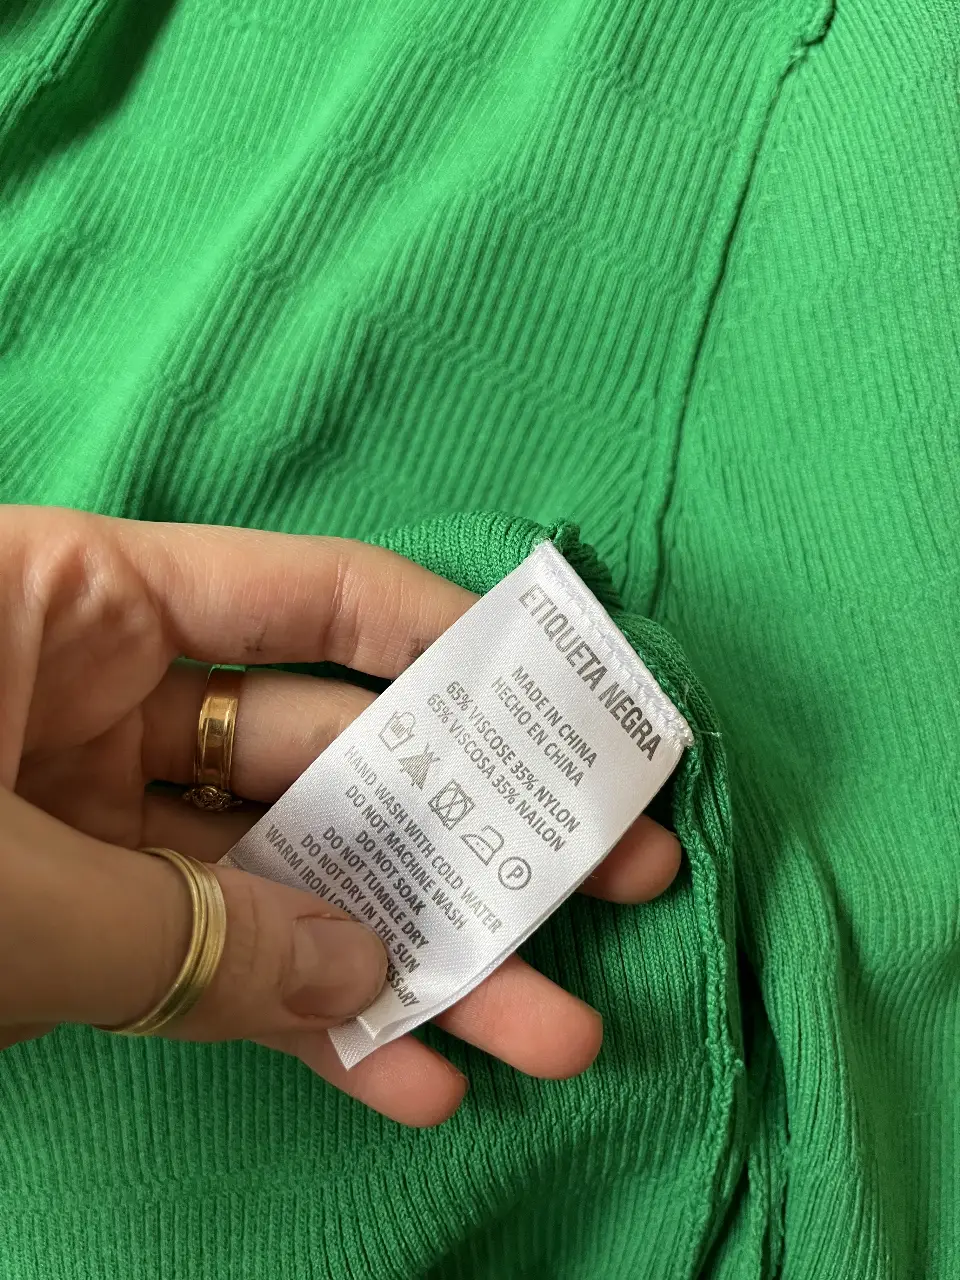 ETIQUETA NEGRA
MADE IN CHINA
HECHO EN CHINA
65% VISCOSE 35% NYLON
65% VISCOSA 35% NAILON
P
HAND WASH WITH COLD WATER
DO NOT MACHINE WASH
DO NOT SOAK
DO NOT TUMBLE DRY
DO NOT DRY IN THE SUN
WARM IRON